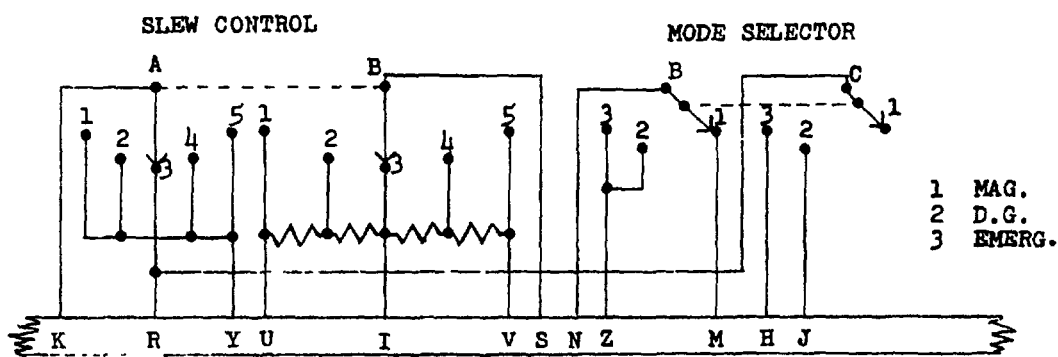 SLEW CONTROL
MODE SELECTOR
A B B C
1 2 3 4 5 1 2 3 4 5 3 2 1 3 2 1
1 MAG.
2 D.G.
3 EMERG.
K R Y U I V S N Z M H J